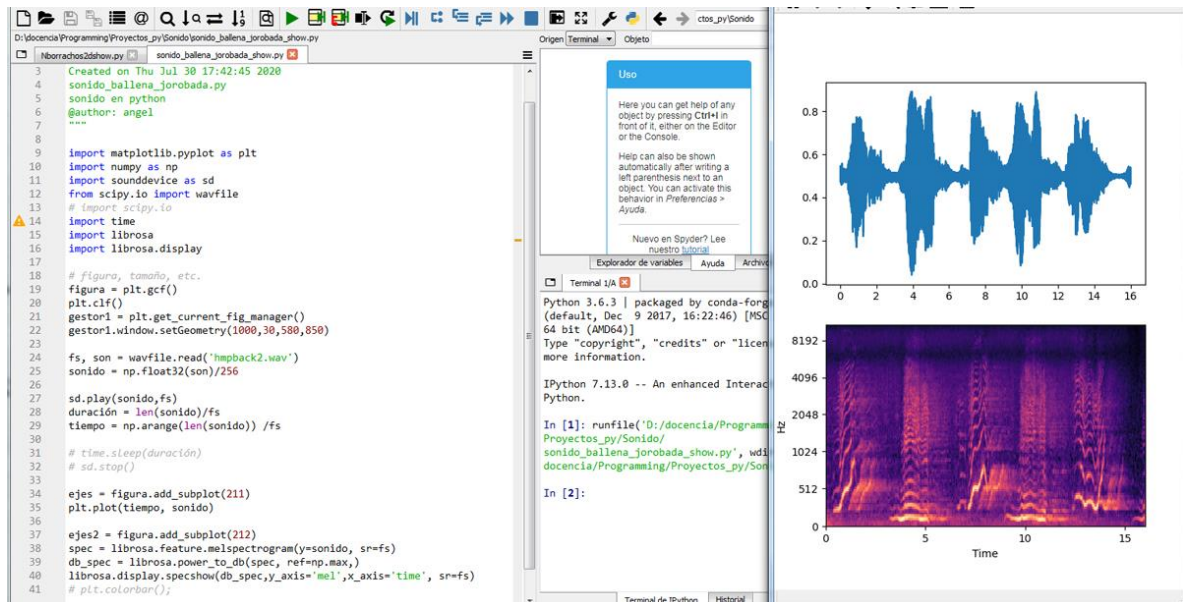 ctos_py\Sonido
D:\docencia\Programming\Proyectos_py\Sonido\sonido_ballena_jorobada_show.py
Nborrachos2dshow.py
sonido_ballena_jorobada_show.py
3 Created on Thu Jul 30 17:42:45 2020
4 sonido_ballena_jorobada.py
5 sonido en python
6 @author: angel
7 """
8
9 import matplotlib.pyplot as plt
10 import numpy as np
11 import sounddevice as sd
12 from scipy.io import wavfile
13 # import scipy.io
14 import time
15 import librosa
16 import librosa.display
17
18 # figura, tamaño, etc.
19 figura = plt.gcf()
20 plt.clf()
21 gestor1 = plt.get_current_fig_manager()
22 gestor1.window.setGeometry(1000,30,580,850)
23
24 fs, son = wavfile.read('hmpback2.wav')
25 sonido = np.float32(son)/256
26
27 sd.play(sonido,fs)
28 duración = len(sonido)/fs
29 tiempo = np.arange(len(sonido)) /fs
30
31 # time.sleep(duración)
32 # sd.stop()
33
34 ejes = figura.add_subplot(211)
35 plt.plot(tiempo, sonido)
36
37 ejes2 = figura.add_subplot(212)
38 spec = librosa.feature.melspectrogram(y=sonido, sr=fs)
39 db_spec = librosa.power_to_db(spec, ref=np.max,)
40 librosa.display.specshow(db_spec,y_axis='mel',x_axis='time', sr=fs)
41 # plt.colorbar();
Origen Terminal Objeto
Uso
Here you can get help of any
object by pressing Ctrl+I in
front of it, either on the Editor
or the Console.
Help can also be shown
automatically after writing a
left parenthesis next to an
object. You can activate this
behavior in Preferencias >
Ayuda.
Nuevo en Spyder? Lee
nuestro tutorial
Explorador de variables Ayuda Archivo
Terminal 1/A
Python 3.6.3 | packaged by conda-forg
(default, Dec 9 2017, 16:22:46) [MSC
64 bit (AMD64)]
Type "copyright", "credits" or "licen
more information.
IPython 7.13.0 -- An enhanced Interac
Python.
In [1]: runfile('D:/docencia/Programm
Proyectos_py/Sonido/
sonido_ballena_jorobada_show.py', wdi
docencia/Programming/Proyectos_py/Son
In [2]:
Terminal de IPython Historial
0.8
0.6
0.4
0.2
0.0
0 2 4 6 8 10 12 14 16
8192
4096
2048
1024
512
0
Hz
0 5 10 15
Time